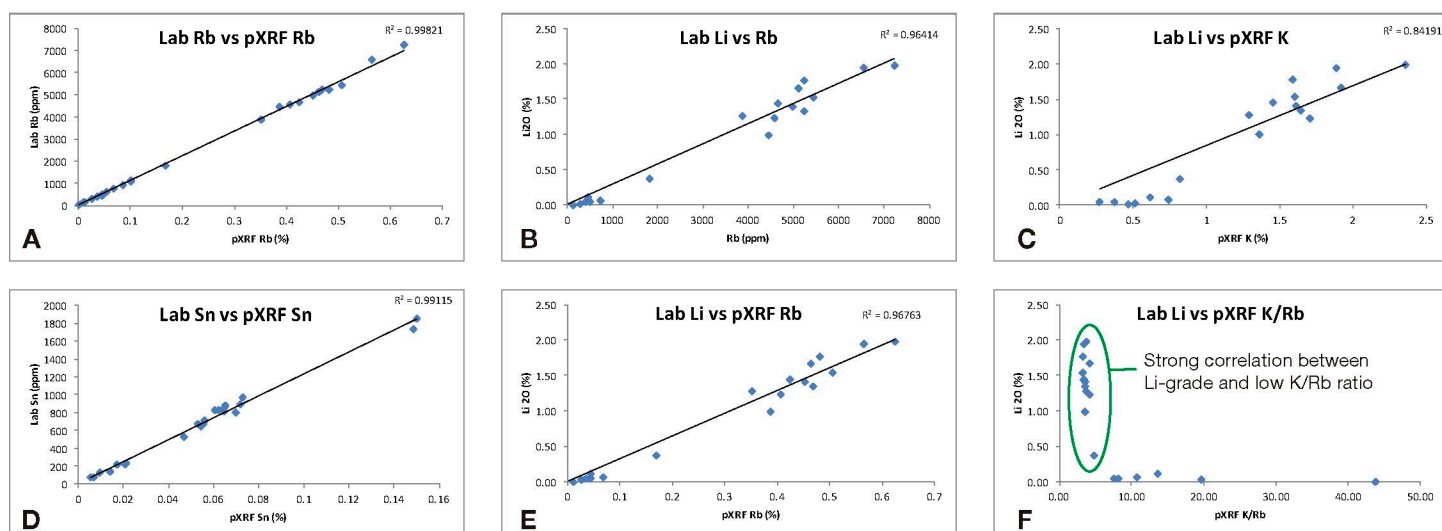 Lab Rb vs pXRF Rb
R² = 0.99821
Lab Rb (ppm)
8000
7000
6000
5000
4000
3000
2000
1000
0
0 0.1 0.2 0.3 0.4 0.5 0.6 0.7
pXRF Rb (%)
A
Lab Li vs Rb
R² = 0.96414
Li2O (%)
2.50
2.00
1.50
1.00
0.50
0.00
0 1000 2000 3000 4000 5000 6000 7000 8000
Rb (ppm)
B
Lab Li vs pXRF K
R² = 0.84191
Li 2O (%)
2.50
2.00
1.50
1.00
0.50
0.00
0 0.5 1 1.5 2 2.5
pXRF K (%)
C
Lab Sn vs pXRF Sn
R² = 0.99115
Lab Sn (ppm)
2000
1800
1600
1400
1200
1000
800
600
400
200
0
0 0.02 0.04 0.06 0.08 0.1 0.12 0.14 0.16
pXRF Sn (%)
D
Lab Li vs pXRF Rb
R² = 0.96763
Li 2O (%)
2.50
2.00
1.50
1.00
0.50
0.00
0 0.1 0.2 0.3 0.4 0.5 0.6 0.7
pXRF Rb (%)
E
Lab Li vs pXRF K/Rb
Strong correlation between
Li-grade and low K/Rb ratio
Li 2O (%)
2.50
2.00
1.50
1.00
0.50
0.00
0.00 10.00 20.00 30.00 40.00 50.00
pXRF K/Rb
F